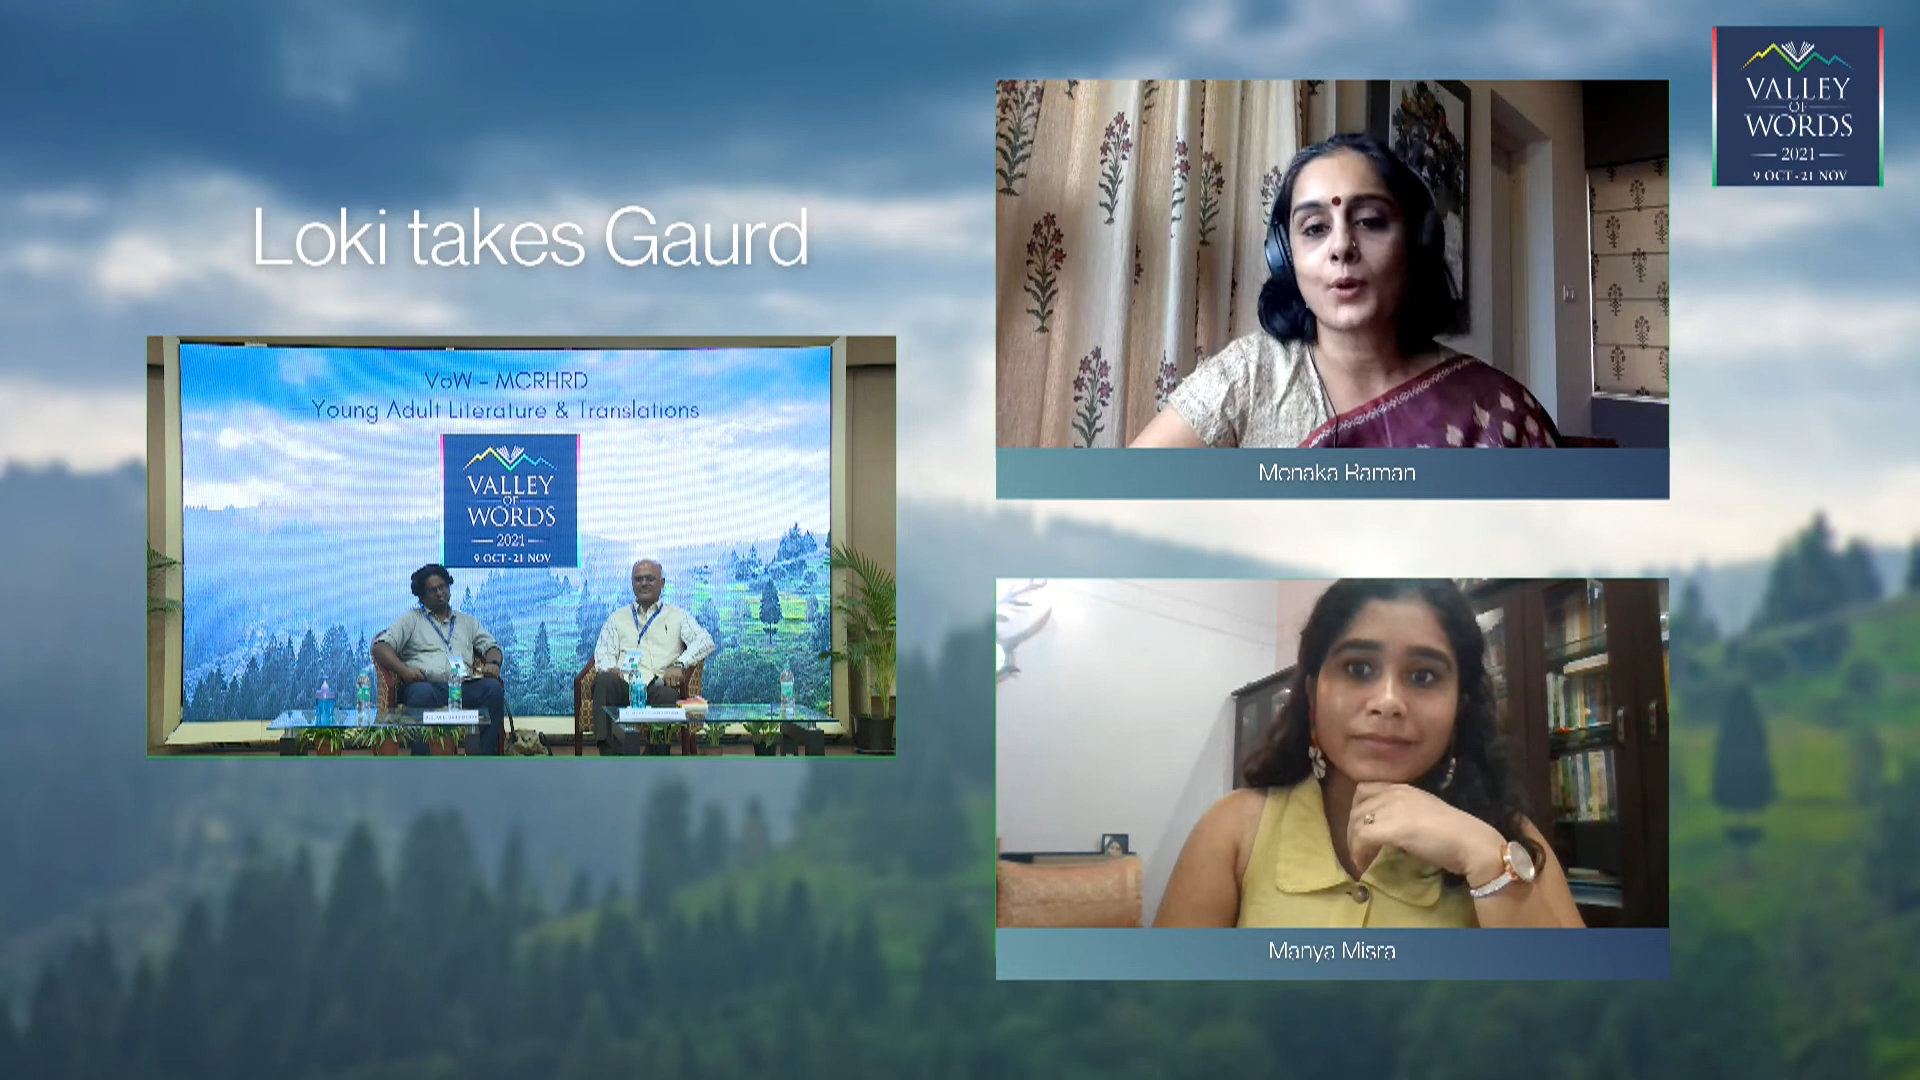 VALLEY
OF
WORDS
2021
9 OCT - 21 NOV
Loki takes Gaurd
VoW - MCRHRD
Young Adult Literature & Translations
VALLEY
OF
WORDS
2021
9 OCT - 21 NOV
Monaka Raman
Manya Misra